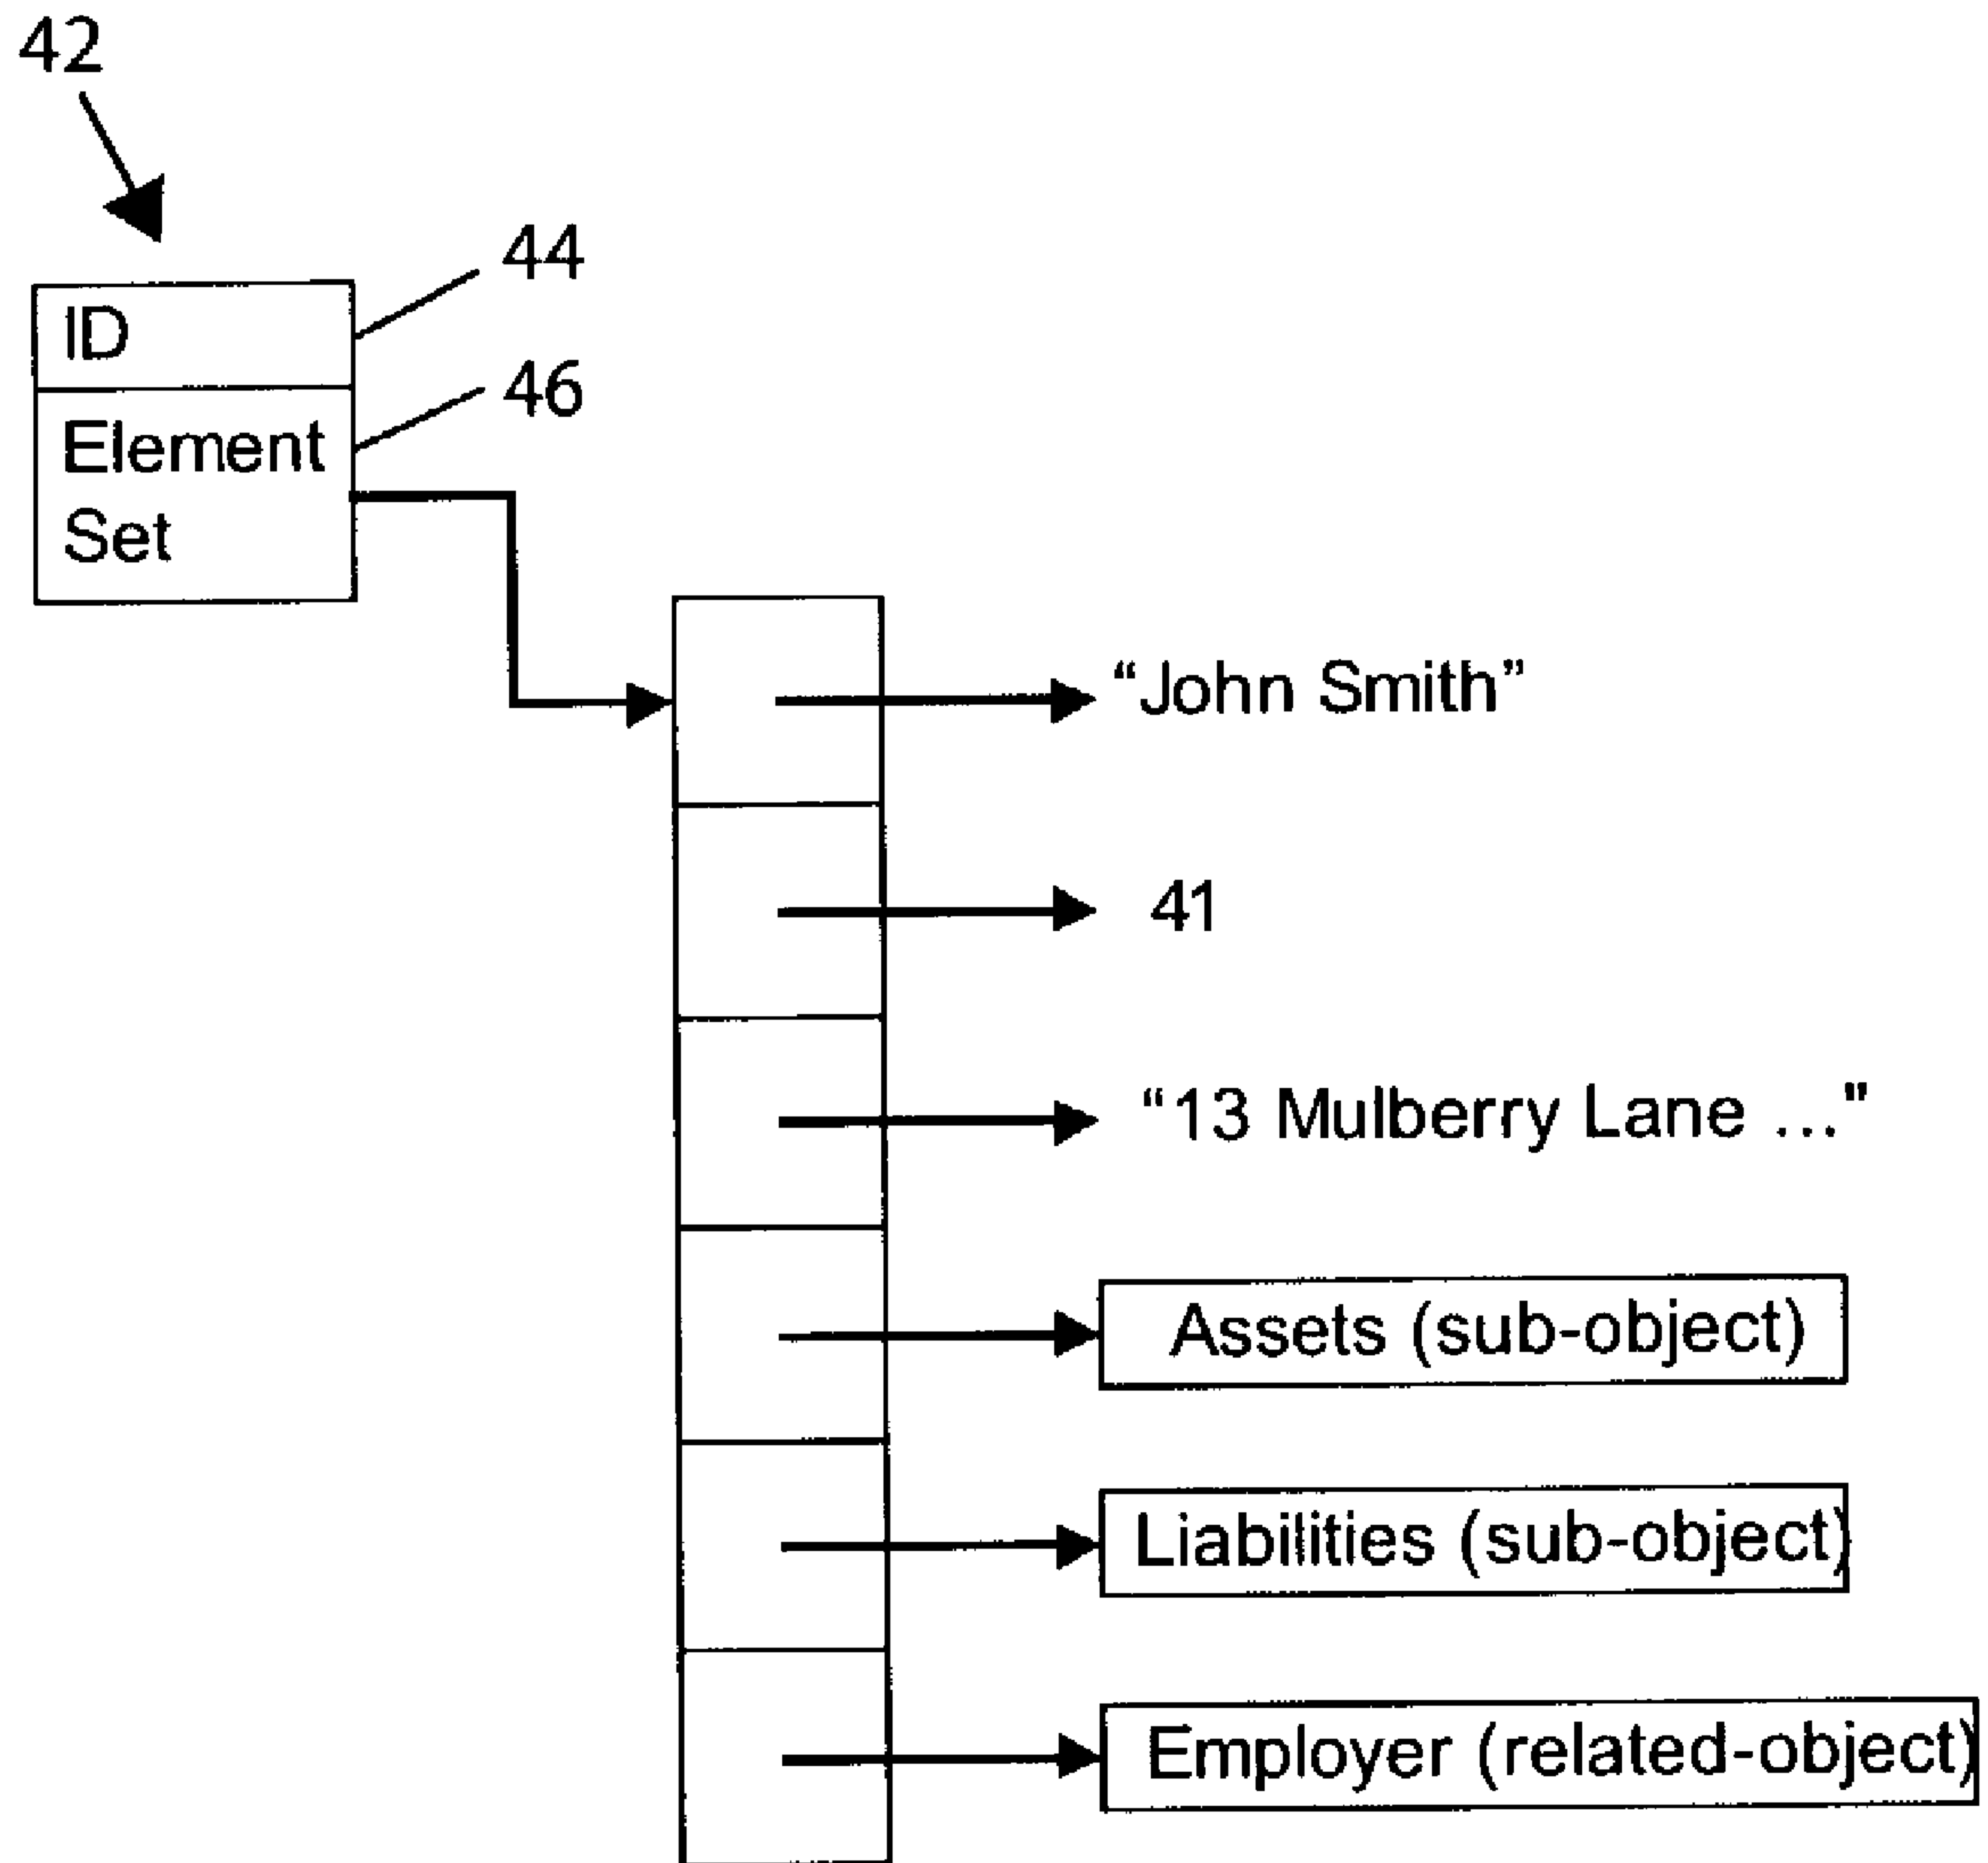 42
44
ID
46
Element
Set
“John Smith”
41
“13 Mulberry Lane ..."
Assets (sub-object)
Liabilities (sub-object)
Employer (related-object)